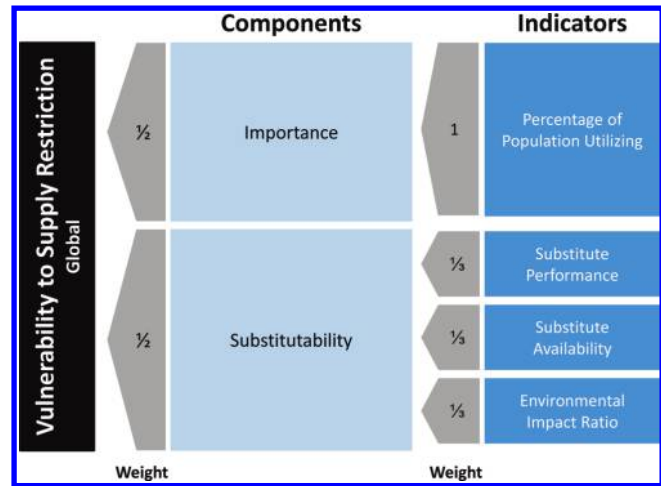 Components
Indicators
Vulnerability to Supply Restriction
Global
½
Importance
1
Percentage of
Population Utilizing
½
Substitutability
⅓
Substitute
Performance
⅓
Substitute
Availability
⅓
Environmental
Impact Ratio
Weight
Weight